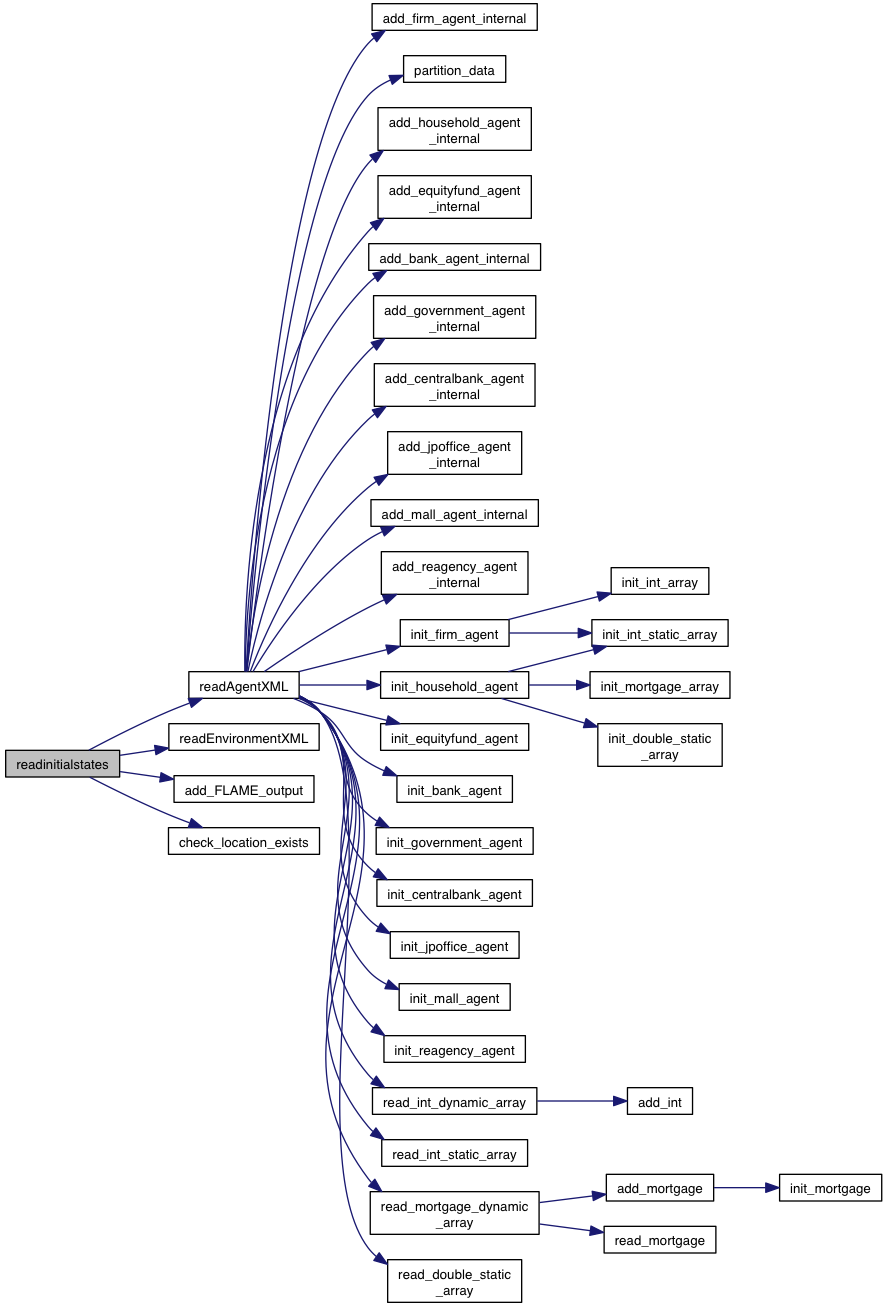 add_firm_agent_internal
partition_data
add_household_agent
_internal
add_equityfund_agent
_internal
add_bank_agent_internal
add_government_agent
_internal
add_centralbank_agent
_internal
add_jpoffice_agent
_internal
add_mall_agent_internal
add_reagency_agent
_internal
init_int_array
init_firm_agent
init_int_static_array
readAgentXML
init_household_agent
init_mortgage_array
readEnvironmentXML
init_equityfund_agent
init_double_static
_array
readinitialstates
add_FLAME_output
init_bank_agent
check_location_exists
init_government_agent
init_centralbank_agent
init_jpoffice_agent
init_mall_agent
init_reagency_agent
read_int_dynamic_array
add_int
read_int_static_array
read_mortgage_dynamic
_array
add_mortgage
init_mortgage
read_mortgage
read_double_static
_array